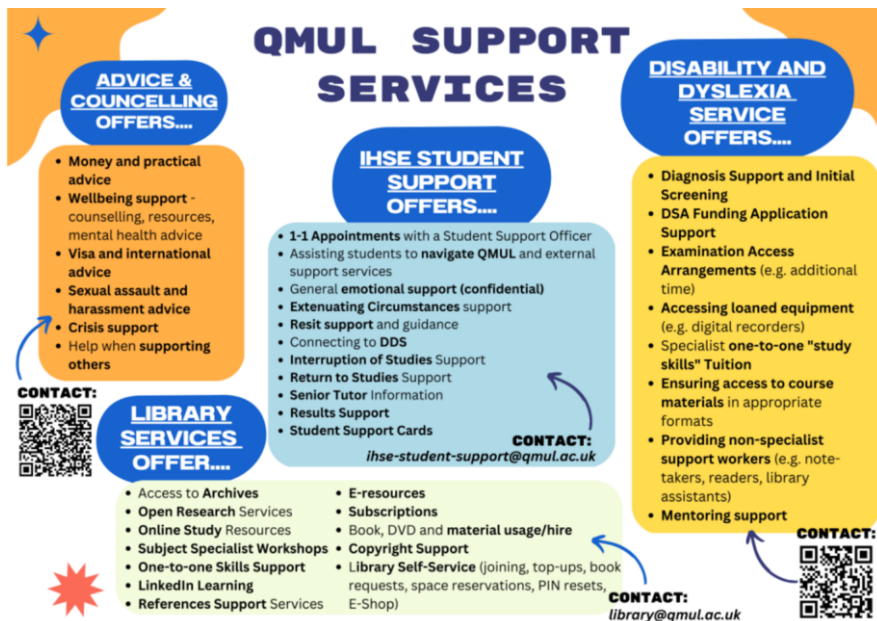 QMUL SUPPORT
SERVICES
ADVICE &
COUNCELLING
OFFERS....
• Money and practical
advice
• Wellbeing support -
counselling, resources,
mental health advice
• Visa and international
advice
• Sexual assault and
harassment advice
• Crisis support
• Help when supporting
others
CONTACT:
IHSE STUDENT
SUPPORT
OFFERS....
• 1-1 Appointments with a Student Support Officer
• Assisting students to navigate QMUL and external
support services
• General emotional support (confidential)
• Extenuating Circumstances support
• Resit support and guidance
• Connecting to DDS
• Interruption of Studies Support
• Return to Studies Support
• Senior Tutor Information
• Results Support
• Student Support Cards
CONTACT:
ihse-student-support@qmul.ac.uk
DISABILITY AND
DYSLEXIA
SERVICE
OFFERS....
• Diagnosis Support and Initial
Screening
• DSA Funding Application
Support
• Examination Access
Arrangements (e.g. additional
time)
• Accessing loaned equipment
(e.g. digital recorders)
• Specialist one-to-one "study
skills" Tuition
• Ensuring access to course
materials in appropriate
formats
• Providing non-specialist
support workers (e.g. note-
takers, readers, library
assistants)
• Mentoring support
CONTACT:
LIBRARY
SERVICES
OFFER....
• Access to Archives
• Open Research Services
• Online Study Resources
• Subject Specialist Workshops
• One-to-one Skills Support
• LinkedIn Learning
• References Support Services
• E-resources
• Subscriptions
• Book, DVD and material usage/hire
• Copyright Support
• Library Self-Service (joining, top-ups, book
requests, space reservations, PIN resets,
E-Shop)
CONTACT:
library@qmul.ac.uk